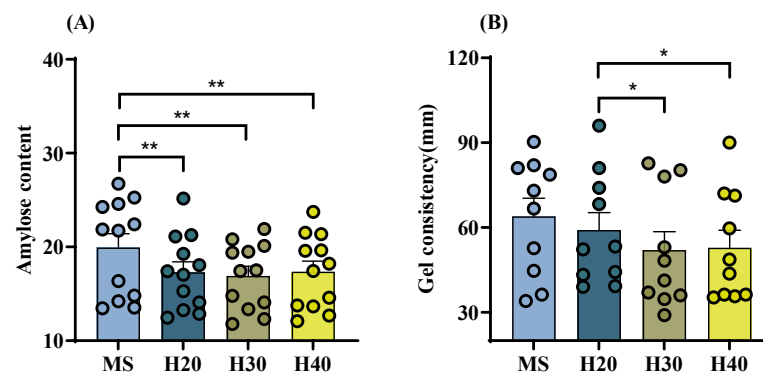 (A)
Amylose content
40
30
20
10
**
**
**
MS H20 H30 H40
(B)
Gel consistency(mm)
120
90
60
30
*
*
MS H20 H30 H40